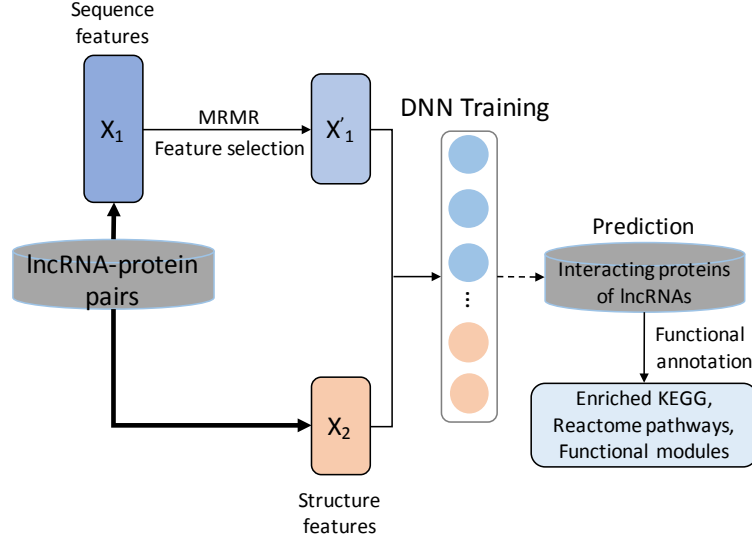 Sequence
features
X1
MRMR
Feature selection
X'1
DNN Training
...
lncRNA-protein
pairs
Prediction
Interacting proteins
of lncRNAs
Functional
annotation
Enriched KEGG,
Reactome pathways,
Functional modules
X2
Structure
features